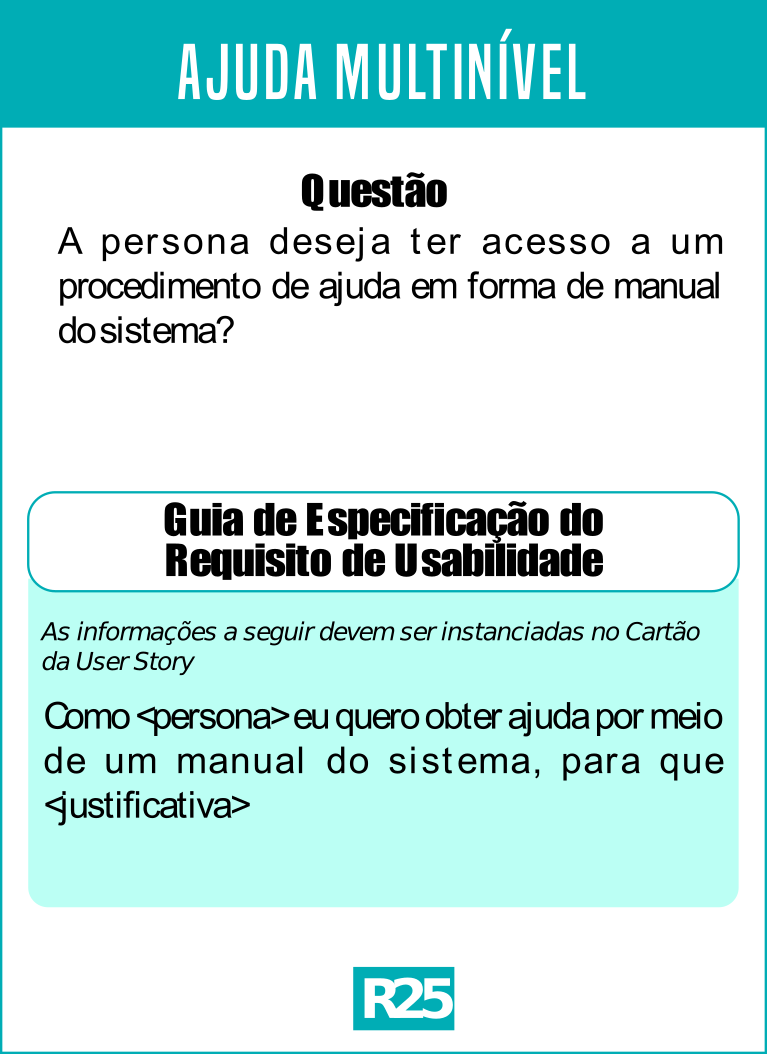 AJUDA MULTINÍVEL
Questão
A persona deseja ter acesso a um
procedimento de ajuda em forma de manual
do sistema?
Guia de Especificação do
Requisito de Usabilidade
As informações a seguir devem ser instanciadas no Cartão
da User Story
Como <persona> eu quero obter ajuda por meio
de um manual do sistema, para que
<justificativa>
R25